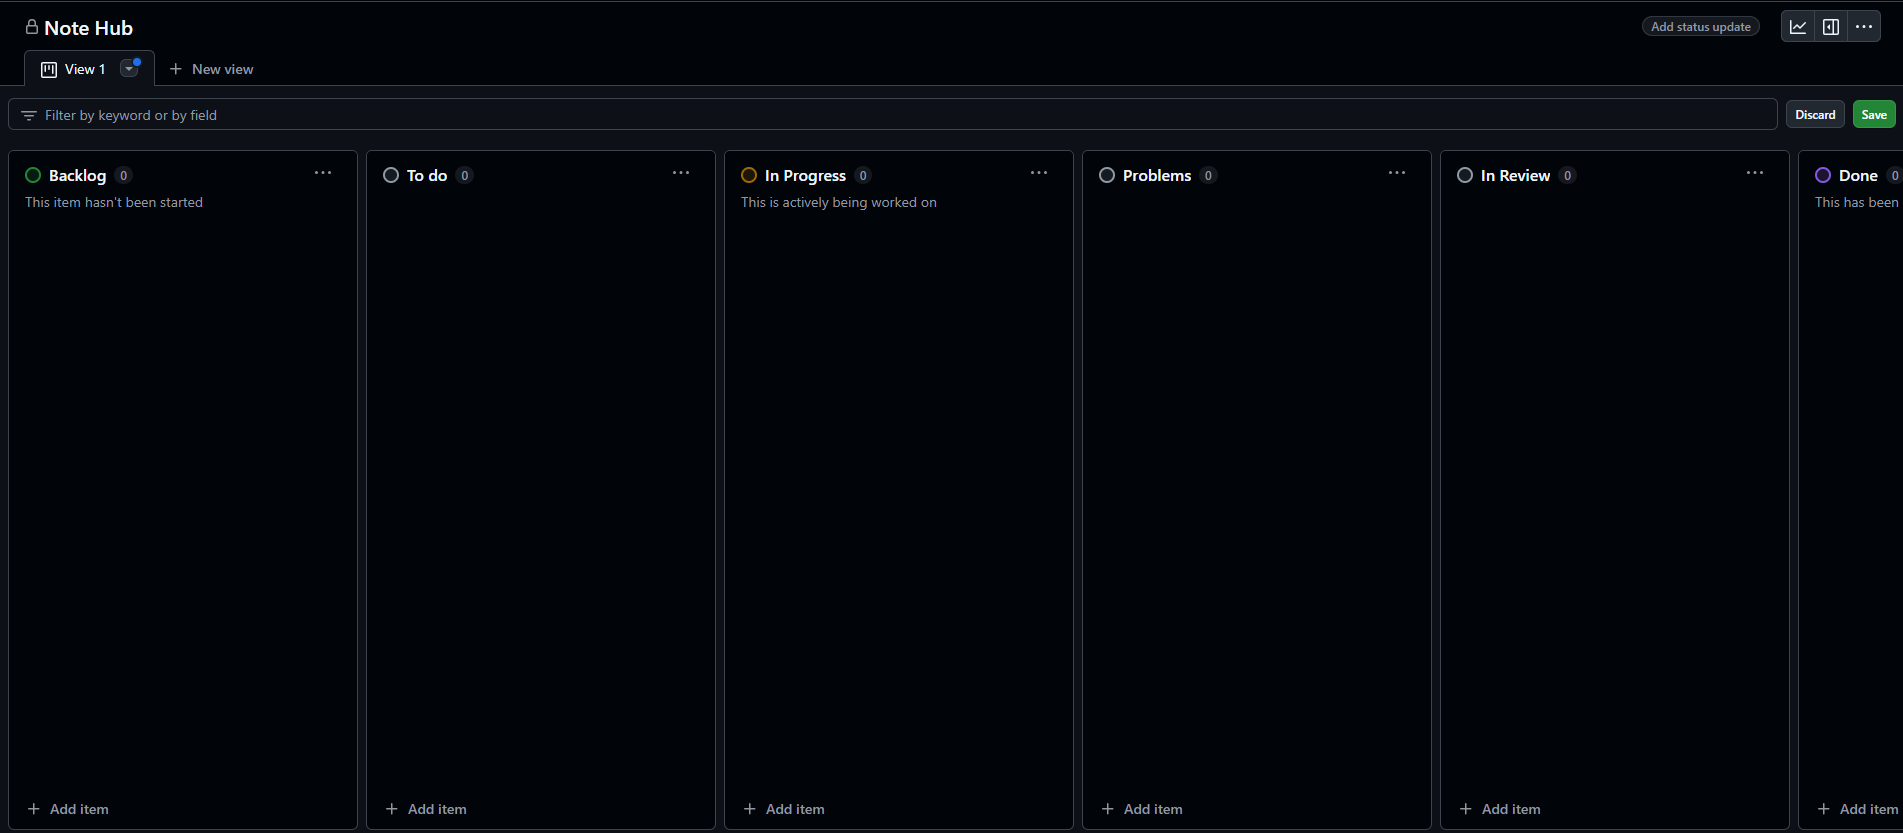 Note Hub
Add status update
View 1
New view
Filter by keyword or by field
Discard
Save
Backlog 0
This item hasn't been started
To do 0
In Progress 0
This is actively being worked on
Problems 0
In Review 0
Done 0
This has been
Add item
Add item
Add item
Add item
Add item
Add item